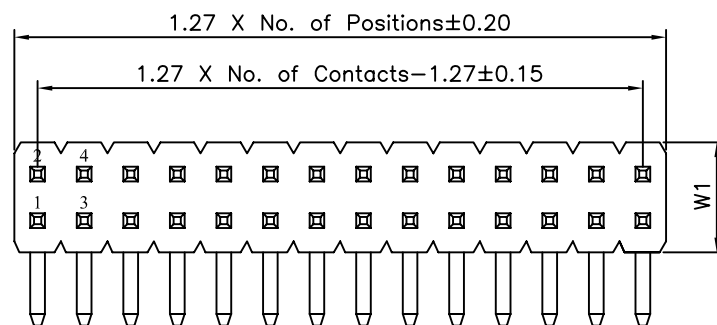 1.27 X No. of Positions±0.20
1.27 X No. of Contacts−1.27±0.15
2 4
1 3
W1